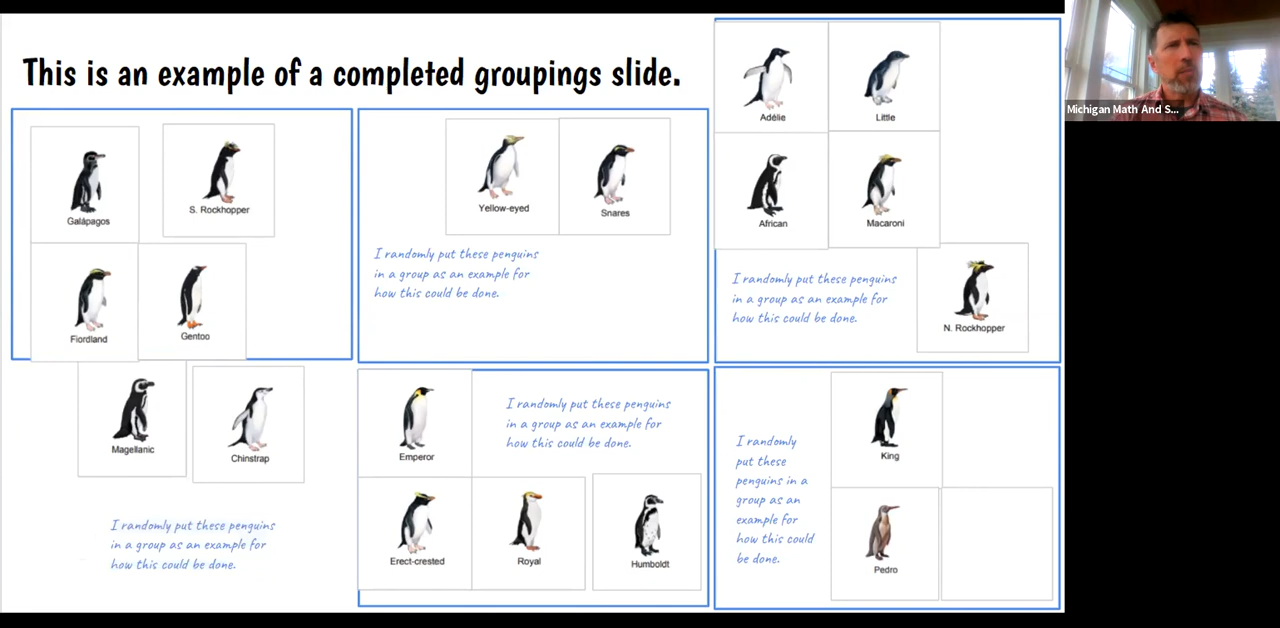 This is an example of a completed groupings slide.
Galápagos
S. Rockhopper
Fiordland
Gentoo
Yellow-eyed
Snares
I randomly put these penguins
in a group as an example for
how this could be done.
Adélie
Little
African
Macaroni
I randomly put these penguins
in a group as an example for
how this could be done.
N. Rockhopper
Magellanic
Chinstrap
I randomly put these penguins
in a group as an example for
how this could be done.
Emperor
I randomly put these penguins
in a group as an example for
how this could be done.
Erect-crested
Royal
Humboldt
King
I randomly
put these
penguins in a
group as an
example for
how this could
be done.
Pedro
Michigan Math And S...